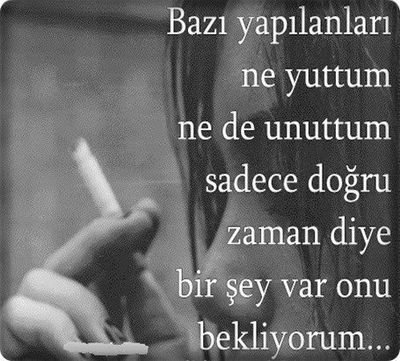 Bazı yapılanları
ne yuttum
ne de unuttum
sadece doğru
zaman diye
bir şey var onu
bekliyorum...